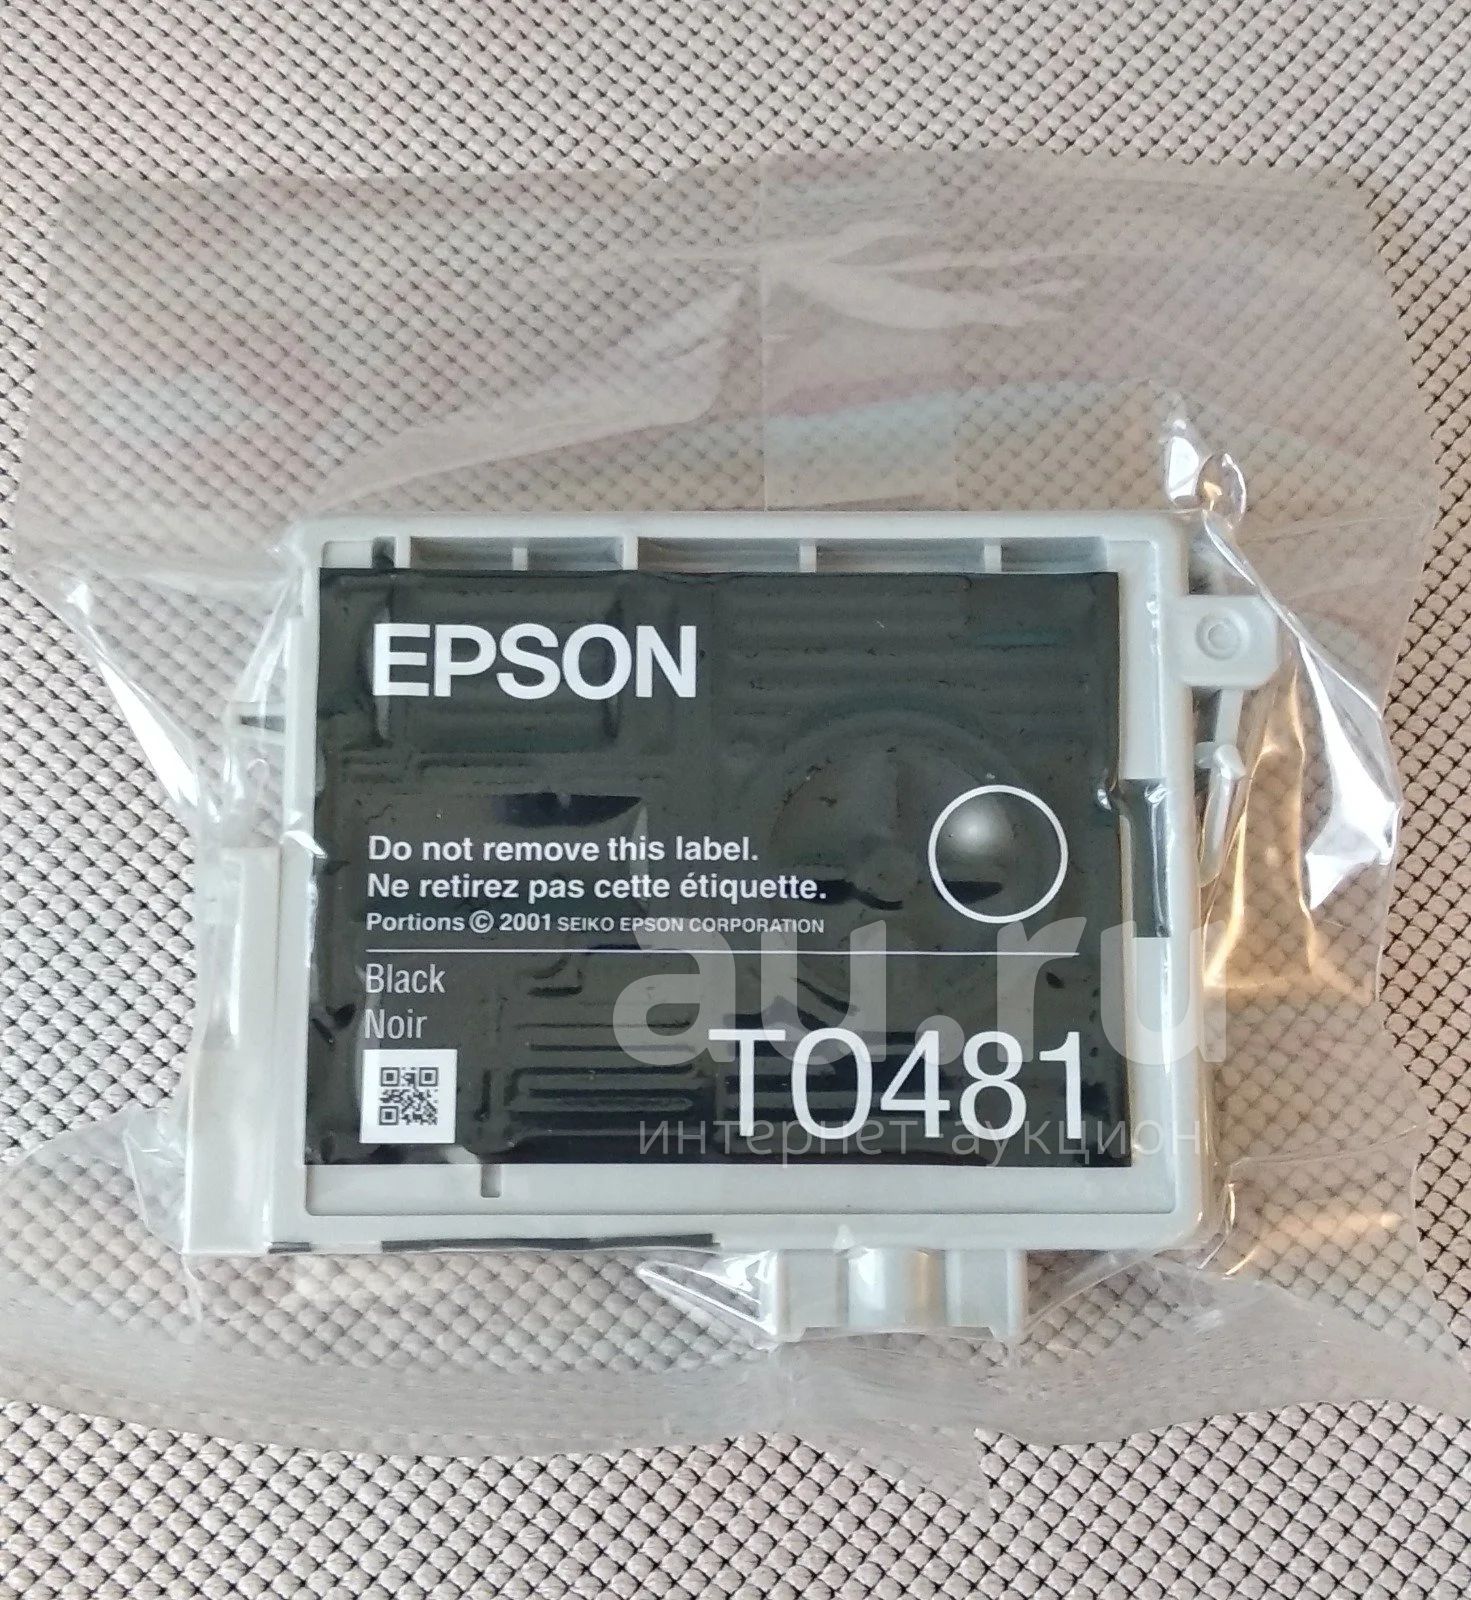 EPSON
Do not remove this label.
Ne retirez pas cette étiquette.
Portions © 2001 SEIKO EPSON CORPORATION
Black
Noir
au.ru
T0481
интернет аукцион